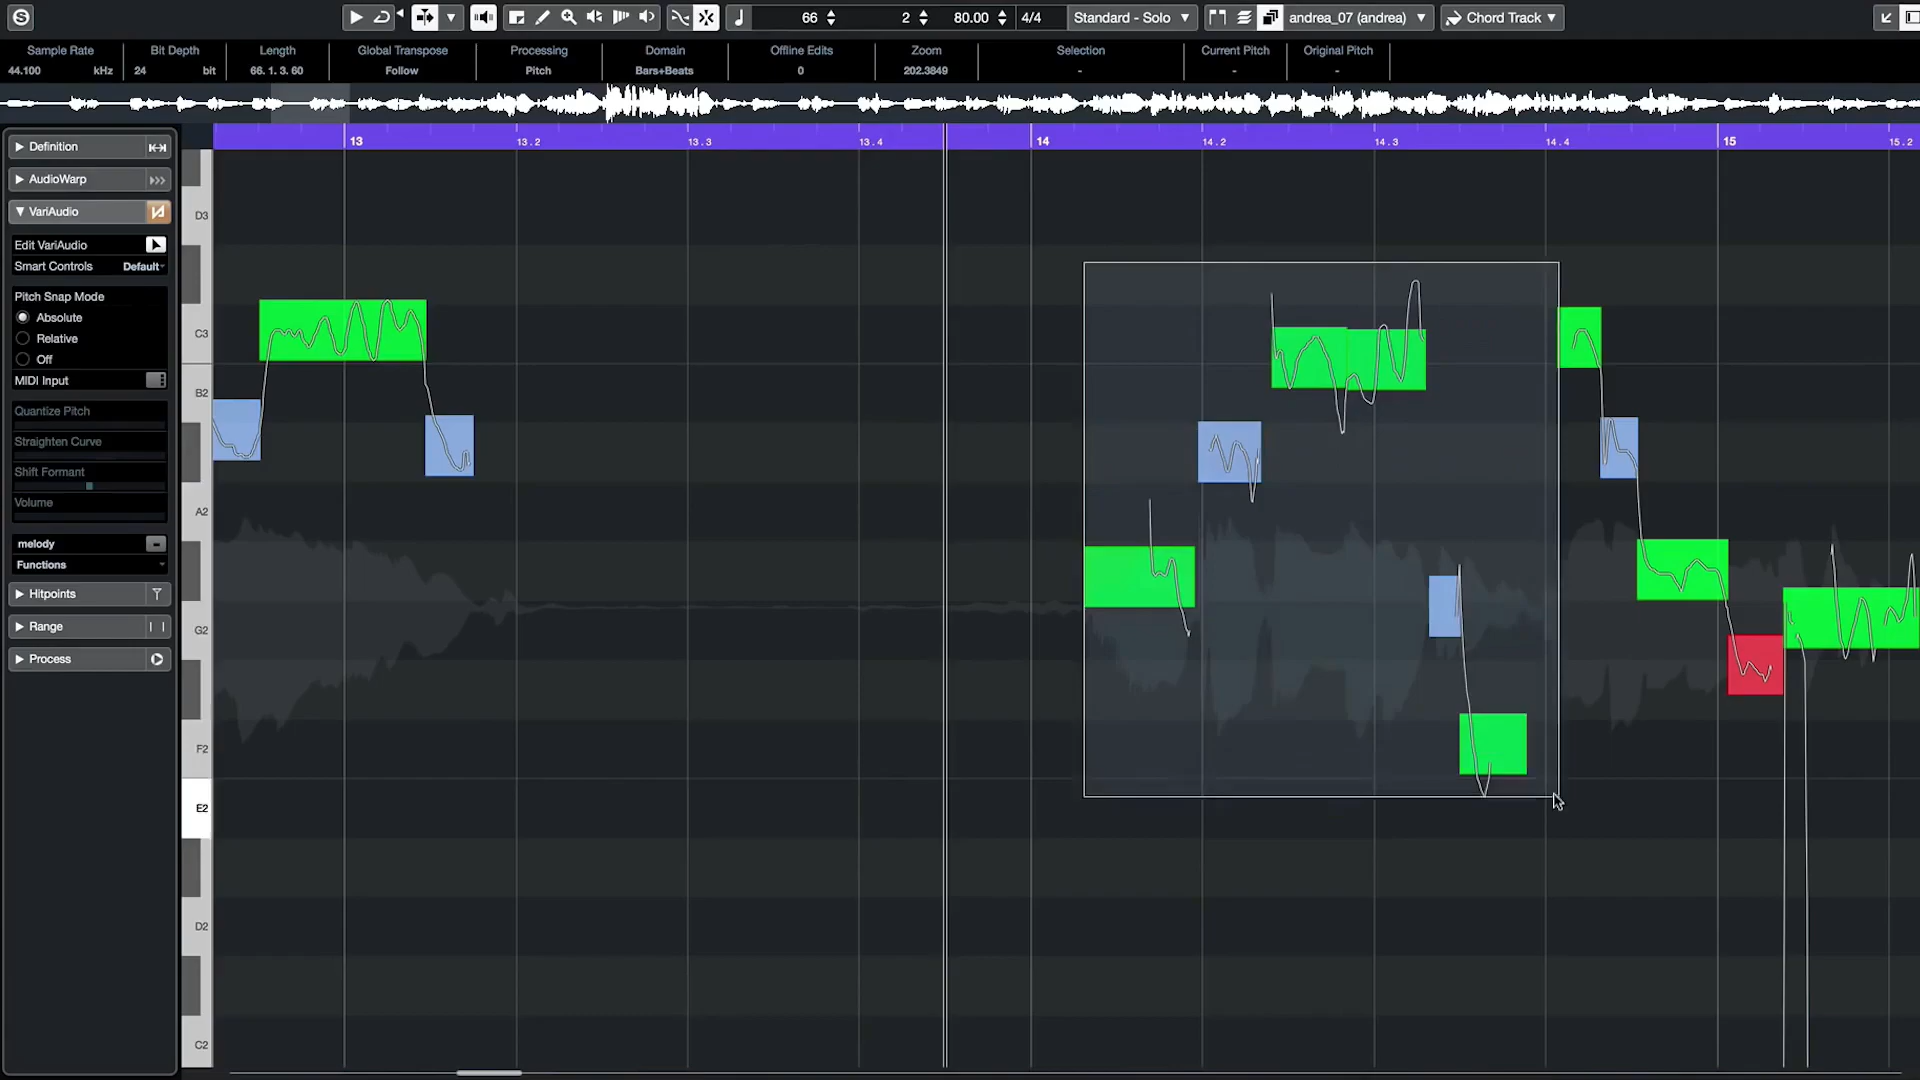 66 2 80.00 4/4 Standard - Solo andrea_07 (andrea) Chord Track
Sample Rate Bit Depth Length Global Transpose Processing Domain Offline Edits Zoom Selection Current Pitch Original Pitch
44.100 kHz 24 bit 66. 1. 3. 60 Follow Pitch Bars+Beats 0 202.3849 - - -
13 13.2 13.3 13.4 14 14.2 14.3 14.4 15 15.2
Definition
AudioWarp
VariAudio
Edit VariAudio
Smart Controls Default
Pitch Snap Mode
Absolute
Relative
Off
MIDI Input
Quantize Pitch
Straighten Curve
Shift Formant
Volume
melody
Functions
Hitpoints
Range
Process
D3
C3
B2
A2
G2
F2
E2
D2
C2